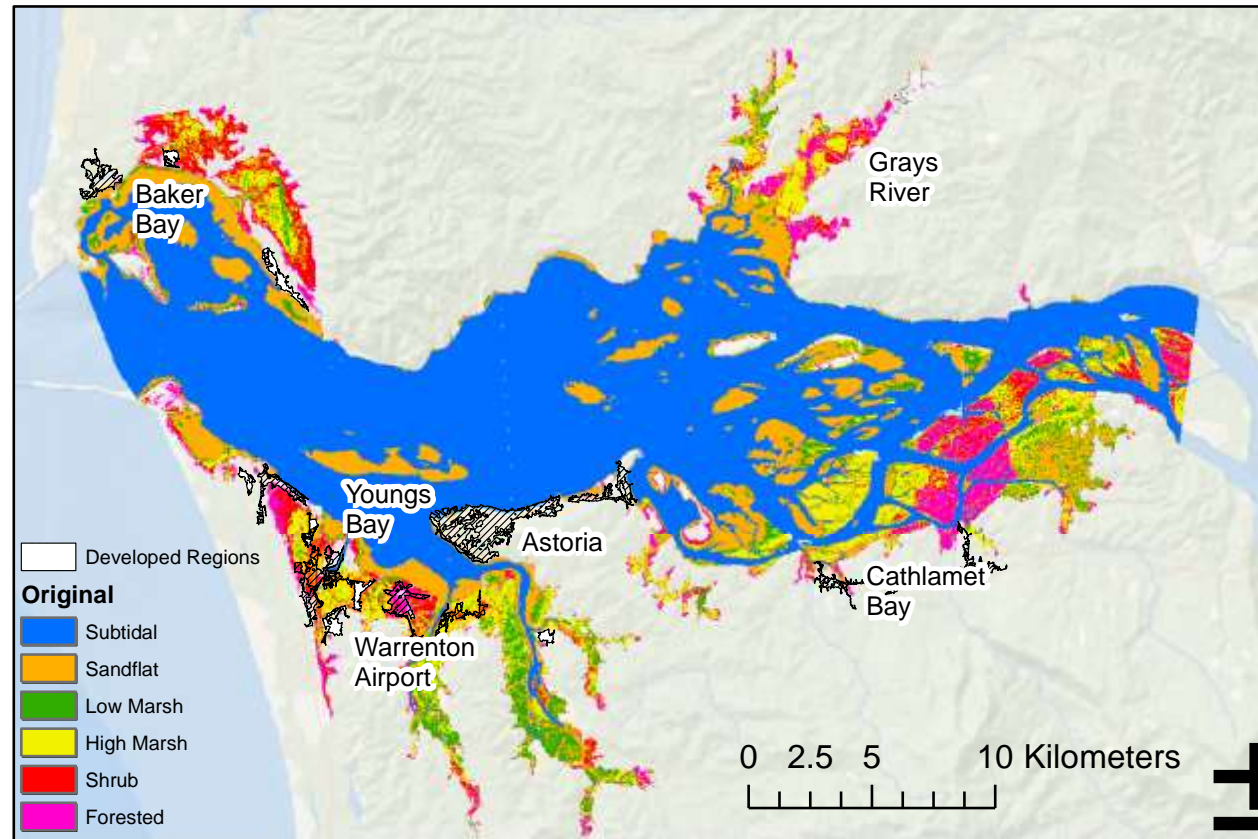 Grays
River
Baker
Bay
Youngs
Bay
Astoria
Cathlamet
Bay
Warrenton
Airport
Developed Regions
Original
Subtidal
Sandflat
Low Marsh
High Marsh
Shrub
Forested
0 2.5 5 10 Kilometers